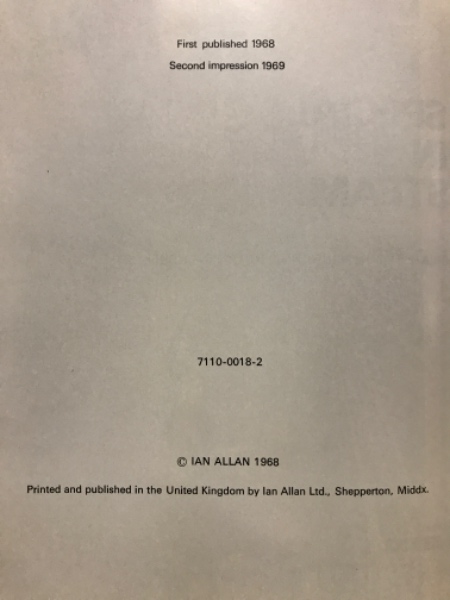 First published 1968
Second impression 1969
7110-0018-2
© IAN ALLAN 1968
Printed and published in the United Kingdom by Ian Allan Ltd., Shepperton, Middx.